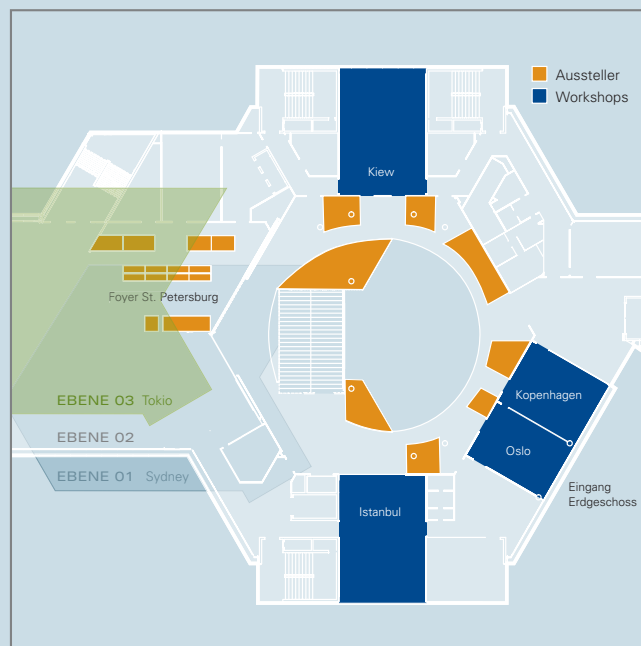 Aussteller
Workshops
Kiew
Foyer St. Petersburg
Kopenhagen
EBENE 03 Tokio
EBENE 02
Oslo
EBENE 01 Sydney
Eingang
Erdgeschoss
Istanbul